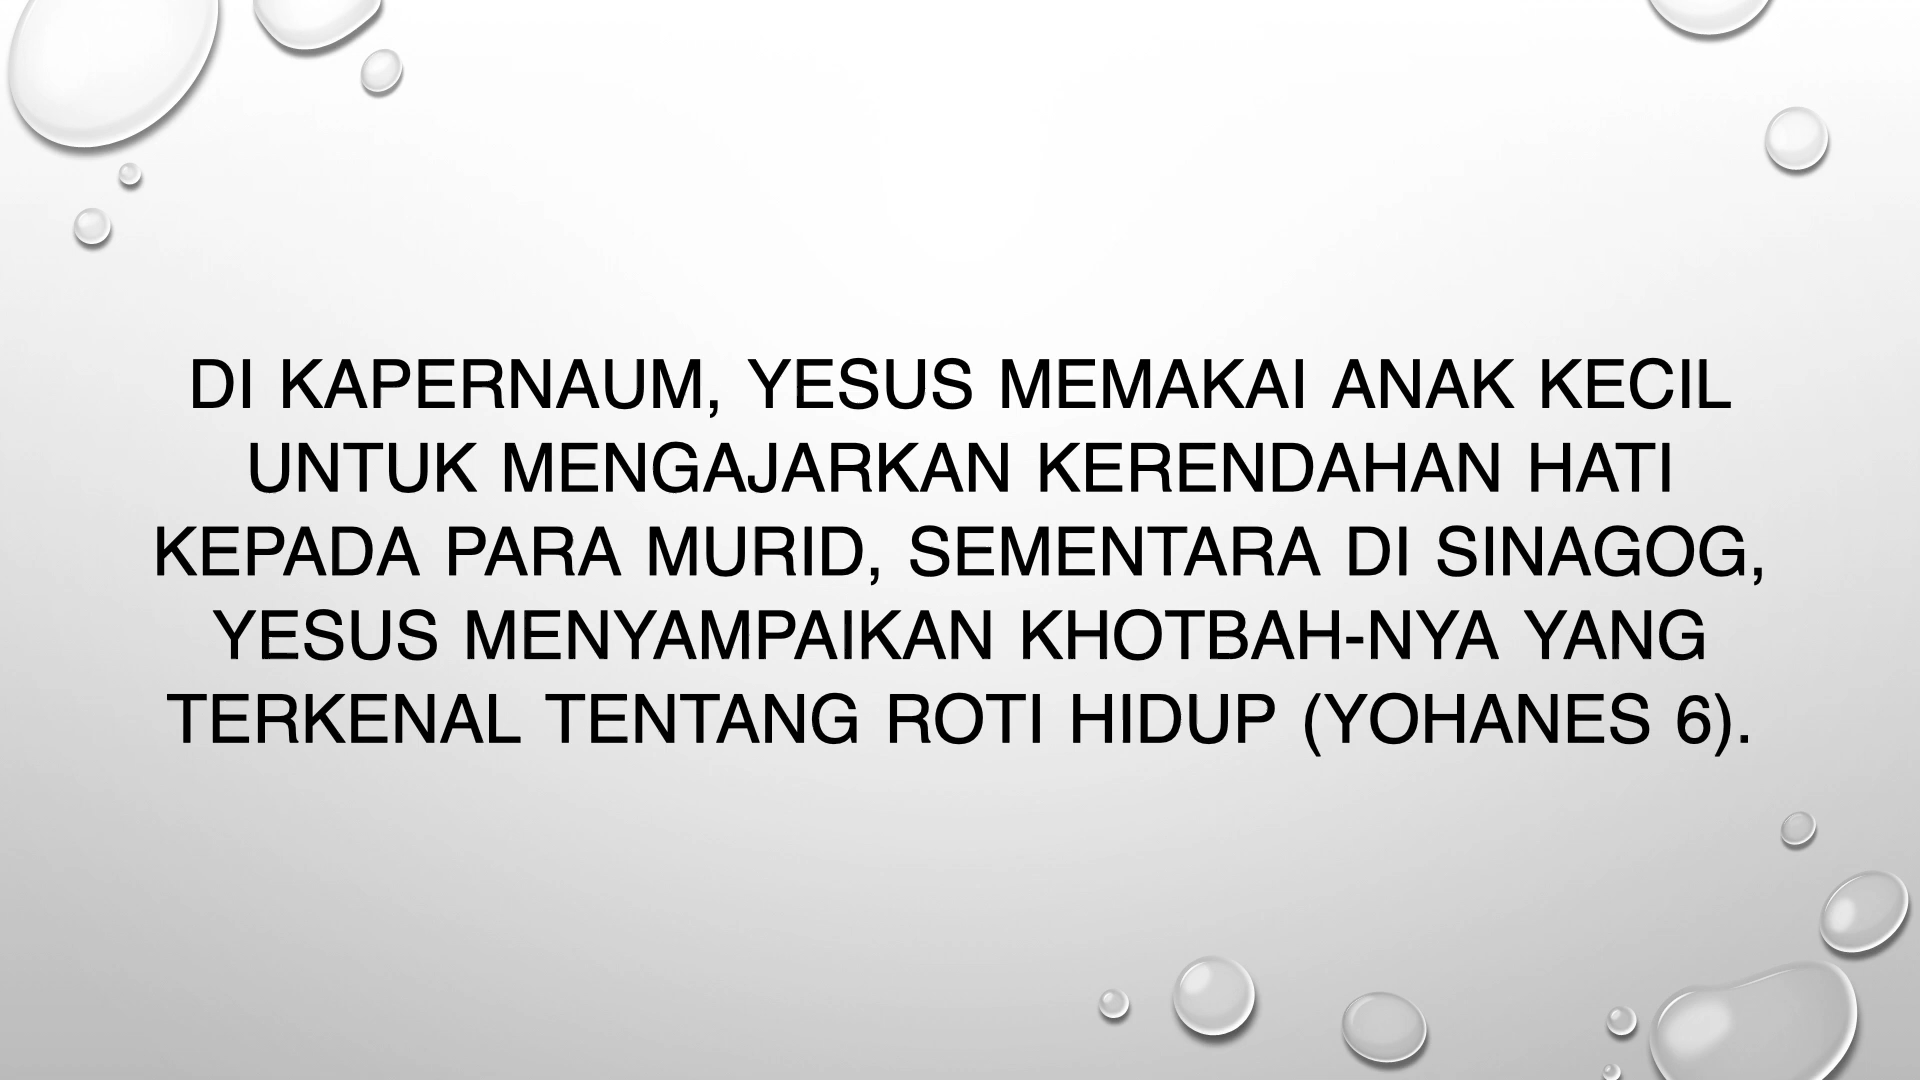 DI KAPERNAUM, YESUS MEMAKAI ANAK KECIL
UNTUK MENGAJARKAN KERENDAHAN HATI
KEPADA PARA MURID, SEMENTARA DI SINAGOG,
YESUS MENYAMPAIKAN KHOTBAH-NYA YANG
TERKENAL TENTANG ROTI HIDUP (YOHANES 6).